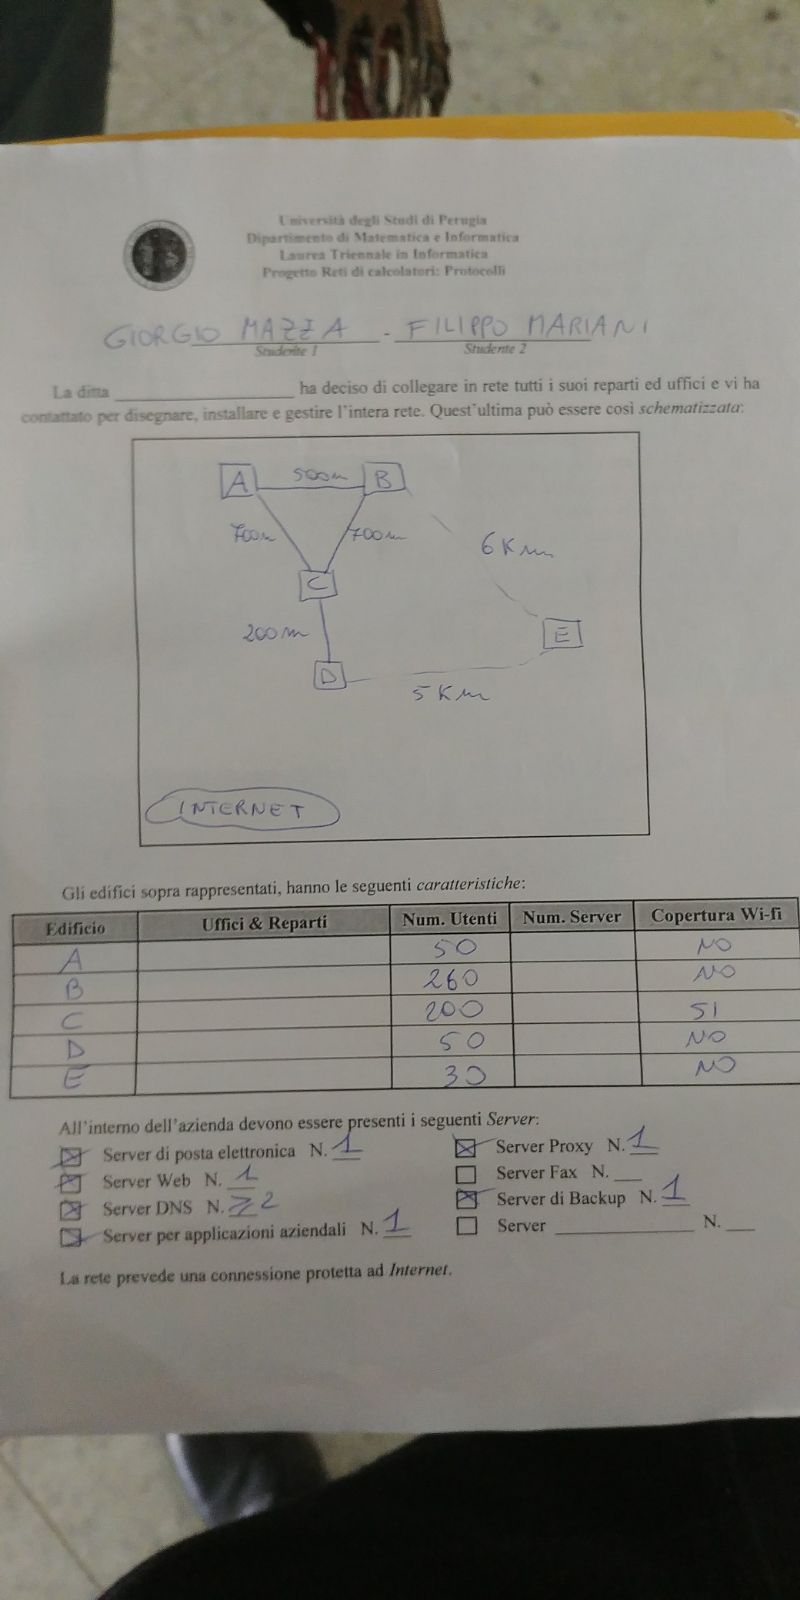 Università degli Studi di Perugia
Dipartimento di Matematica e Informatica
Laurea Triennale in Informatica
Progetto Reti di calcolatori: Protocolli
GIORGIO MAZZA - FILIPPO MARIANI
Studente 1 Studente 2
La ditta ____________________ ha deciso di collegare in rete tutti i suoi reparti ed uffici e vi ha
contattato per disegnare, installare e gestire l'intera rete. Quest'ultima può essere così schematizzata:
A 500m B
700m 700m 6 Km
C
200m E
D
5 Km
INTERNET
Gli edifici sopra rappresentati, hanno le seguenti caratteristiche:
Edificio Uffici & Reparti Num. Utenti Num. Server Copertura Wi-fi
A 50 NO
B 260 NO
C 200 SI
D 50 NO
E 30 NO
All'interno dell'azienda devono essere presenti i seguenti Server:
Server di posta elettronica N. 1 Server Proxy N. 1
Server Web N. 1 Server Fax N. ___
Server DNS N. ≥2 Server di Backup N. 1
Server per applicazioni aziendali N. 1 Server _______________ N. ___
La rete prevede una connessione protetta ad Internet.